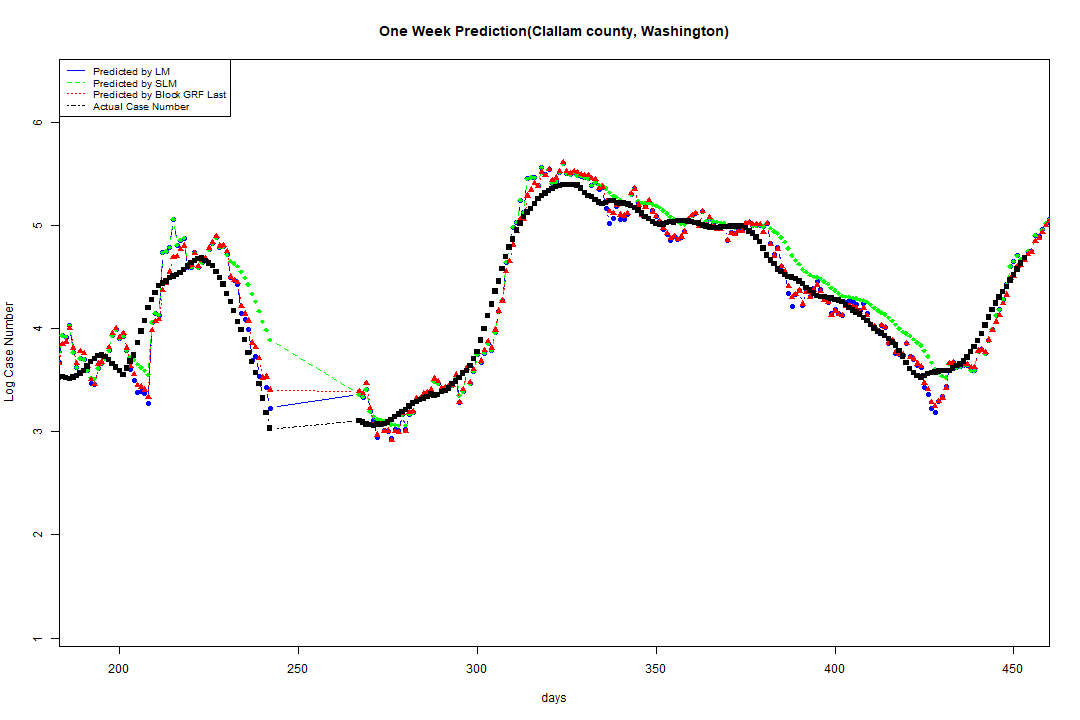 One Week Prediction(Clallam county, Washington)
Predicted by LM
Predicted by SLM
Predicted by Block GRF Last
Actual Case Number
Log Case Number
6
5
4
3
2
1
200
250
300
350
400
450
days